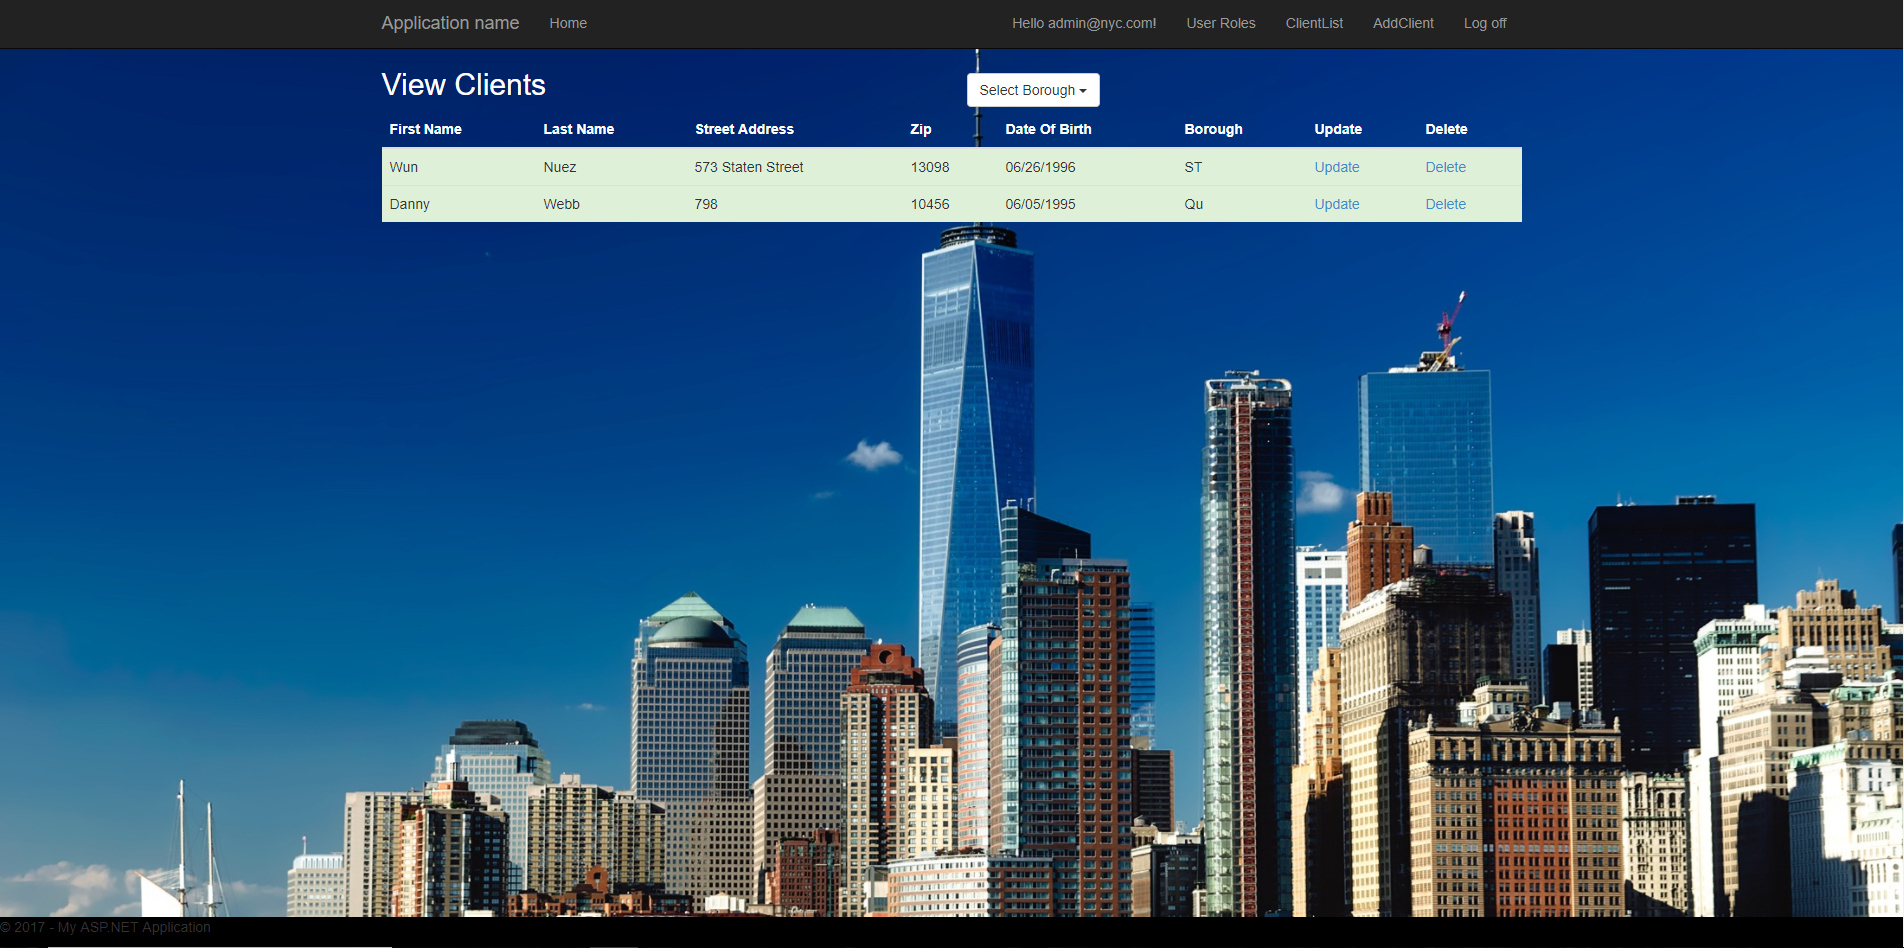 Application name Home Hello admin@nyc.com! User Roles ClientList AddClient Log off
View Clients Select Borough
First Name Last Name Street Address Zip Date Of Birth Borough Update Delete
Wun Nuez 573 Staten Street 13098 06/26/1996 ST Update Delete
Danny Webb 798 10456 06/05/1995 Qu Update Delete
© 2017 - My ASP.NET Application